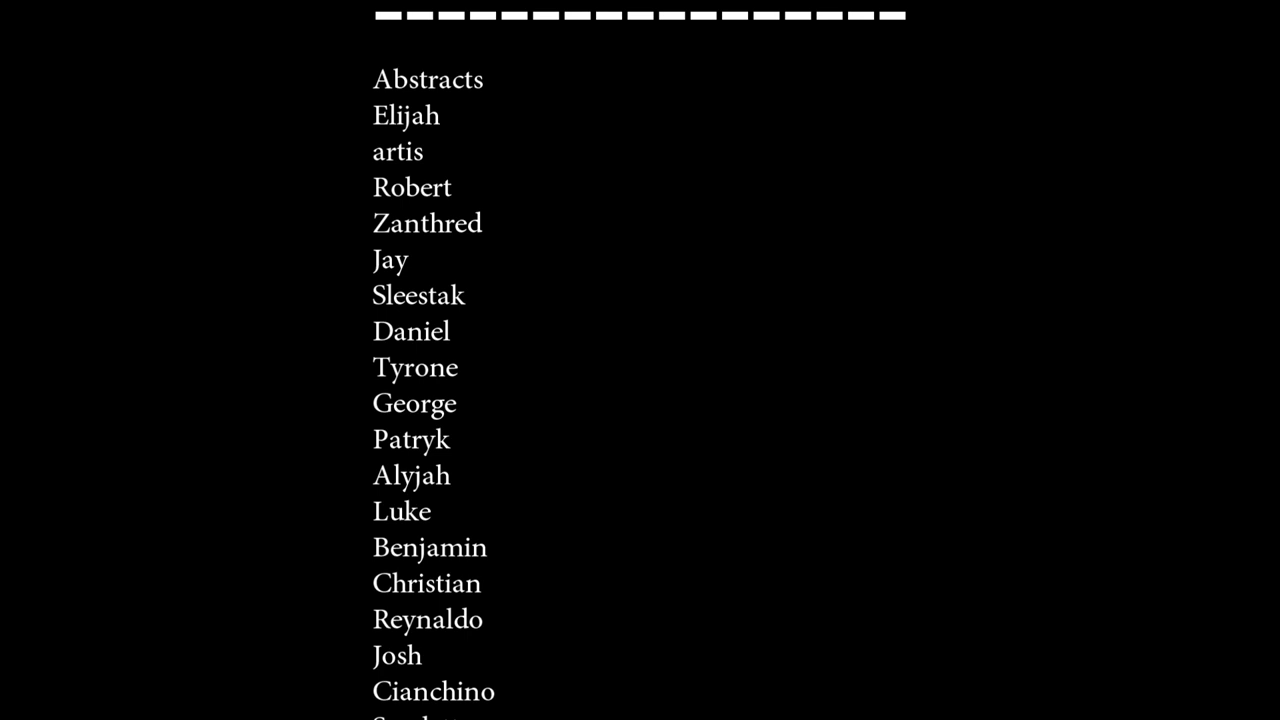 Abstracts
Elijah
artis
Robert
Zanthred
Jay
Sleestak
Daniel
Tyrone
George
Patryk
Alyjah
Luke
Benjamin
Christian
Reynaldo
Josh
Cianchino